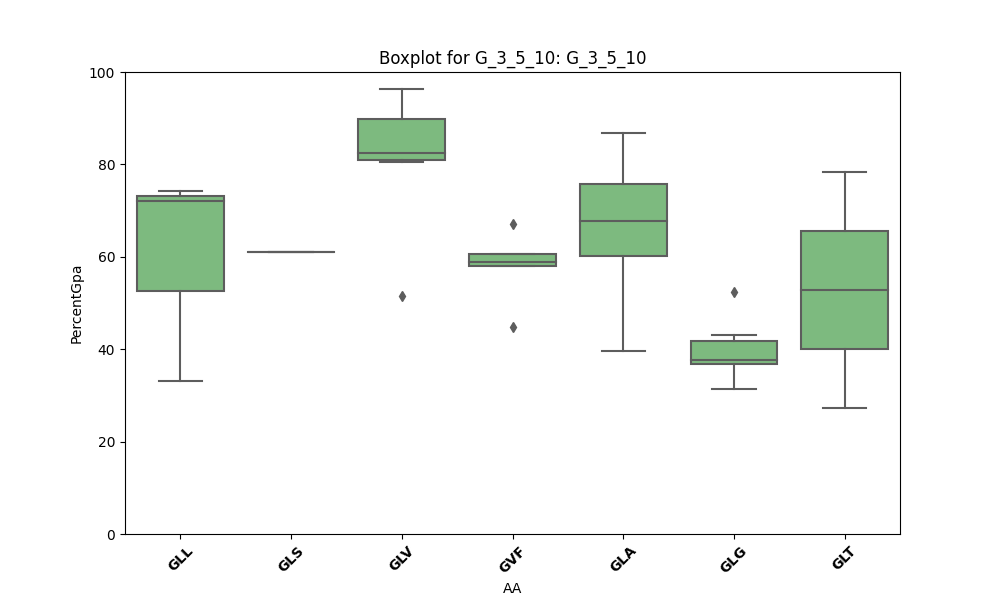 Boxplot for G_3_5_10: G_3_5_10
100
80
60
40
20
0
PercentGpa
GLL
GLS
GLV
GVF
GLA
GLG
GLT
AA